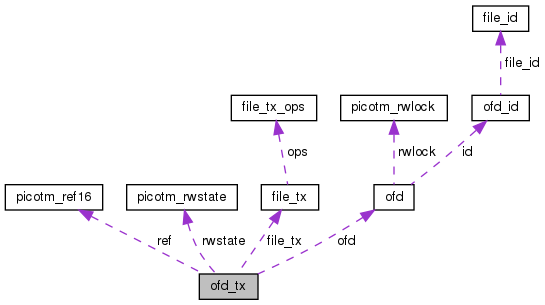 file_id
file_id
file_tx_ops
picotm_rwlock
ofd_id
ops
rwlock
id
picotm_ref16
picotm_rwstate
file_tx
ofd
ref
rwstate
file_tx
ofd
ofd_tx